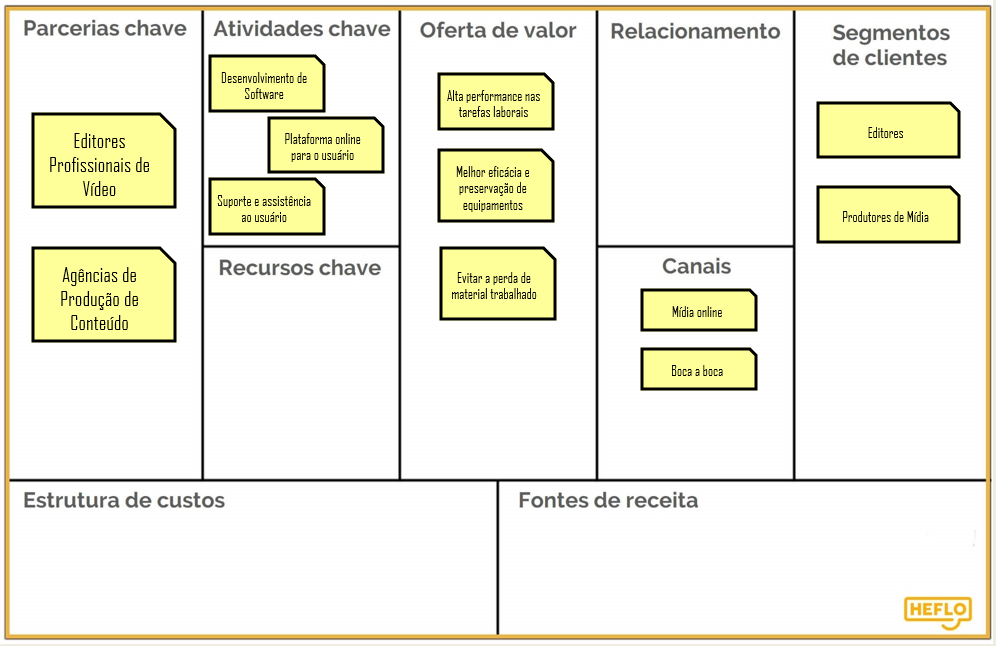 Parcerias chave
Editores
Profissionais de
Vídeo
Agências de
Produção de
Conteúdo
Atividades chave
Desenvolvimento de
Software
Plataforma online
para o usuário
Suporte e assistência
ao usuário
Recursos chave
Oferta de valor
Alta performance nas
tarefas laborais
Melhor eficácia e
preservação de
equipamentos
Evitar a perda de
material trabalhado
Relacionamento
Canais
Mídia online
Boca a boca
Segmentos
de clientes
Editores
Produtores de Mídia
Estrutura de custos
Fontes de receita
HEFLO